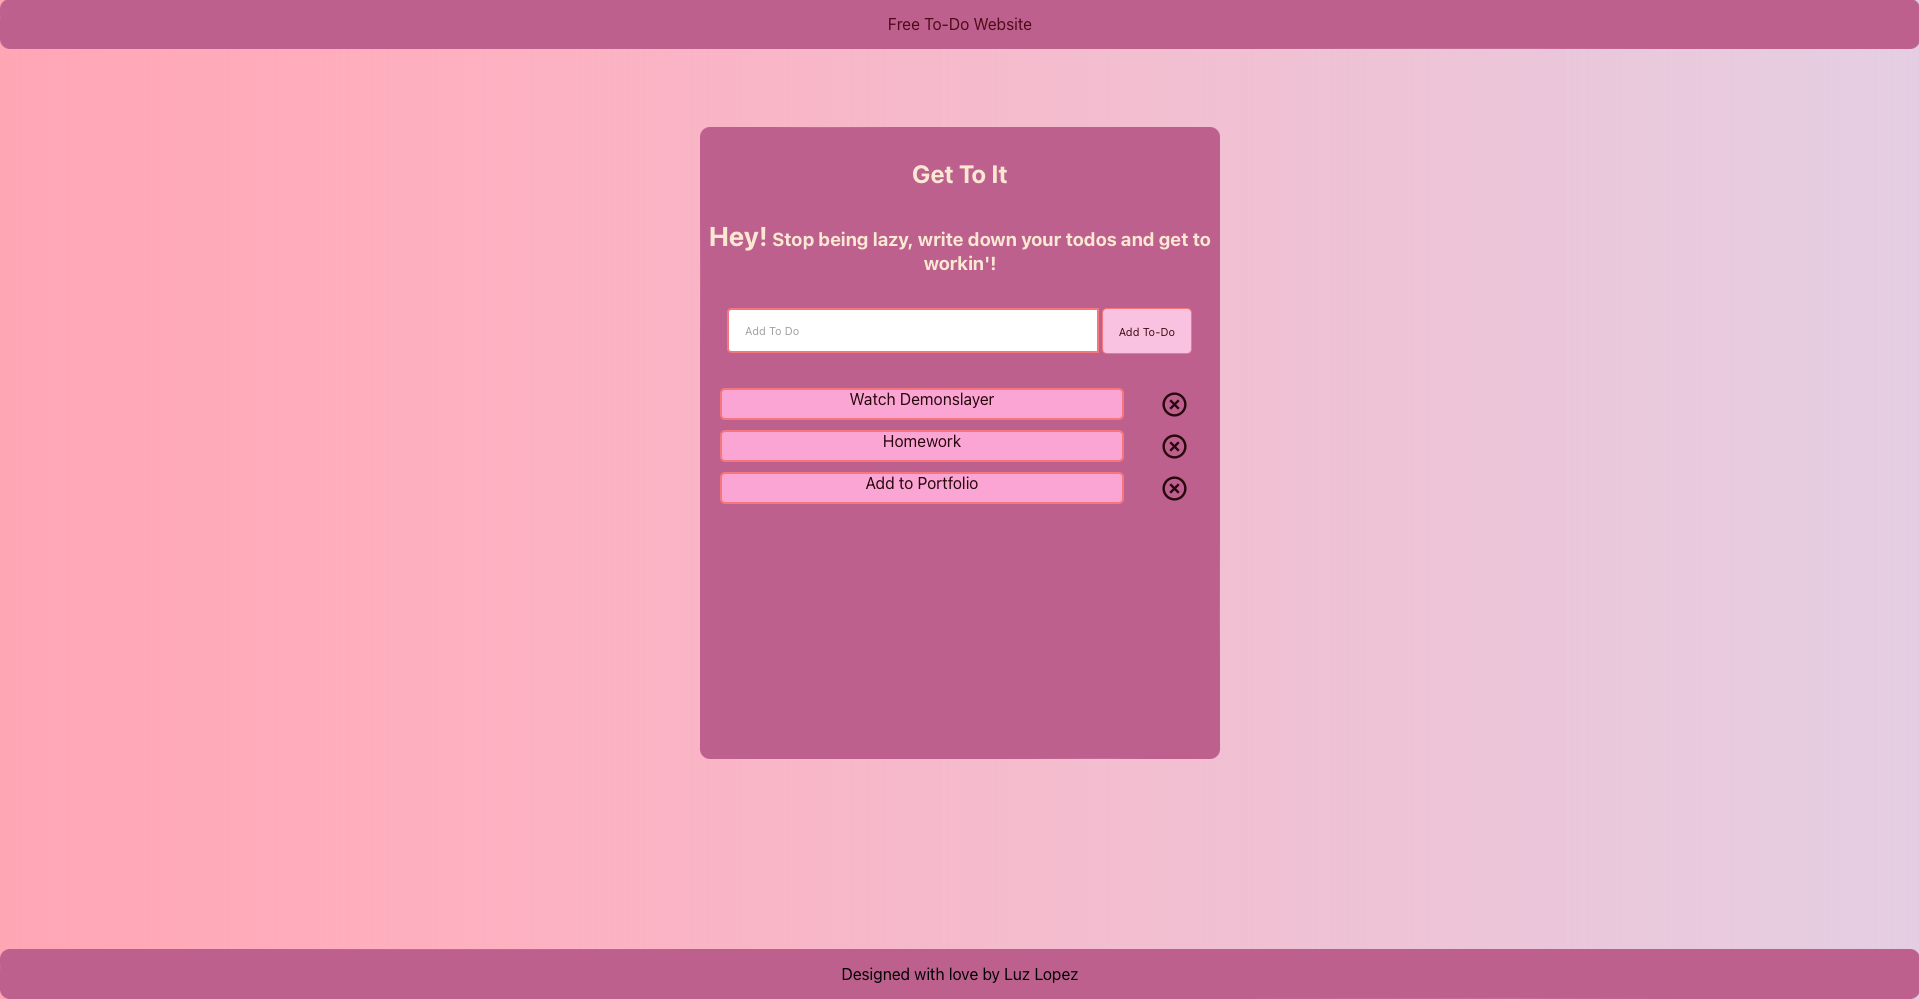 Free To-Do Website
Get To It
Hey! Stop being lazy, write down your todos and get to
workin'!
Add To Do
Add To-Do
Watch Demonslayer
Homework
Add to Portfolio
Designed with love by Luz Lopez